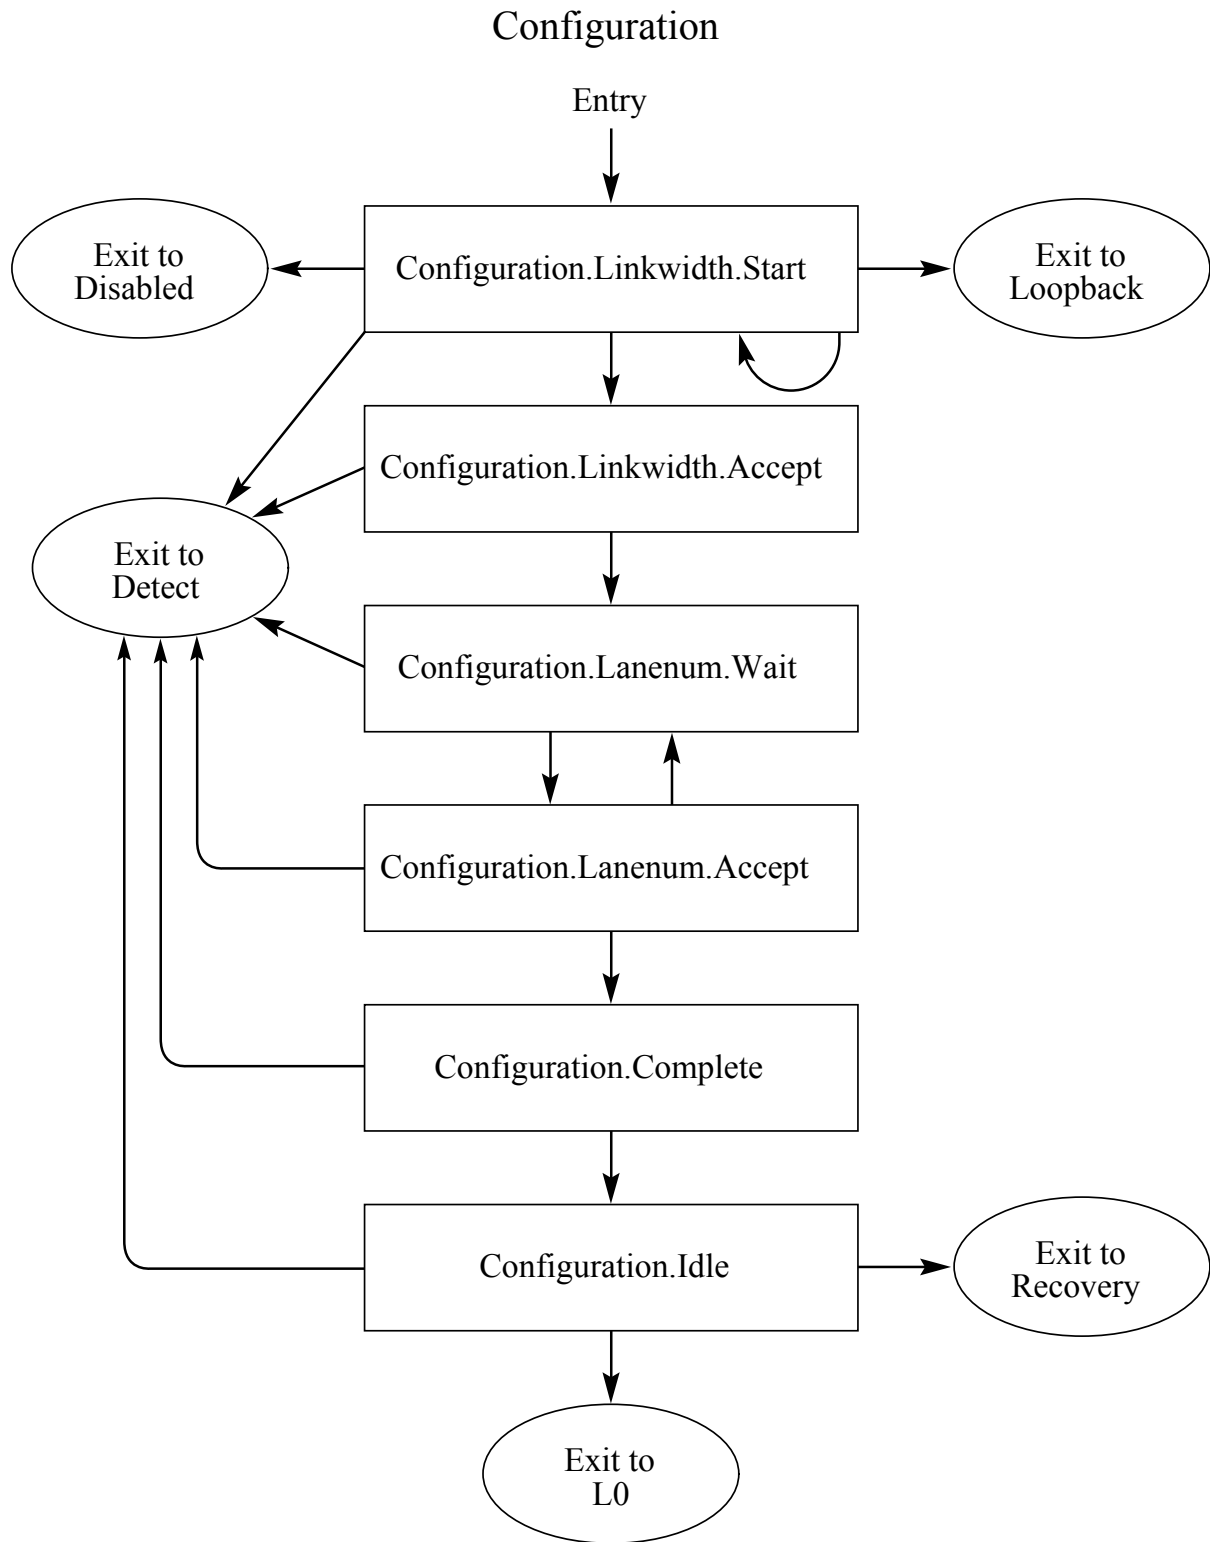 Configuration
Entry
Exit to
Disabled
Configuration.Linkwidth.Start
Exit to
Loopback
Configuration.Linkwidth.Accept
Exit to
Detect
Configuration.Lanenum.Wait
Configuration.Lanenum.Accept
Configuration.Complete
Configuration.Idle
Exit to
Recovery
Exit to
L0